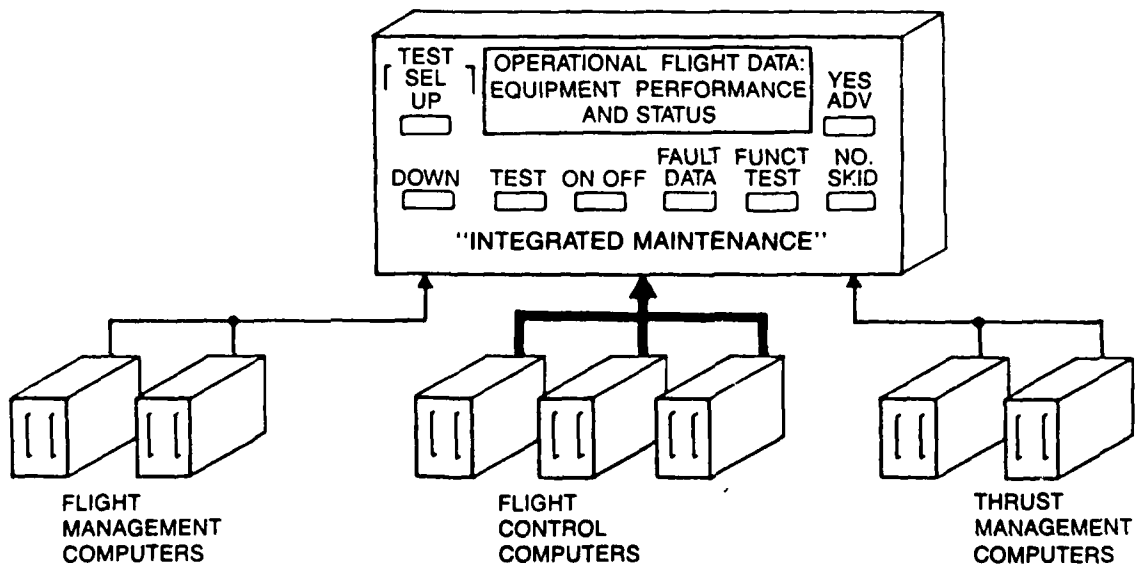 TEST
SEL
UP
OPERATIONAL FLIGHT DATA:
EQUIPMENT PERFORMANCE
AND STATUS
YES
ADV
DOWN
TEST
ON OFF
FAULT
DATA
FUNCT
TEST
NO.
SKID
"INTEGRATED MAINTENANCE"
FLIGHT
MANAGEMENT
COMPUTERS
FLIGHT
CONTROL
COMPUTERS
THRUST
MANAGEMENT
COMPUTERS